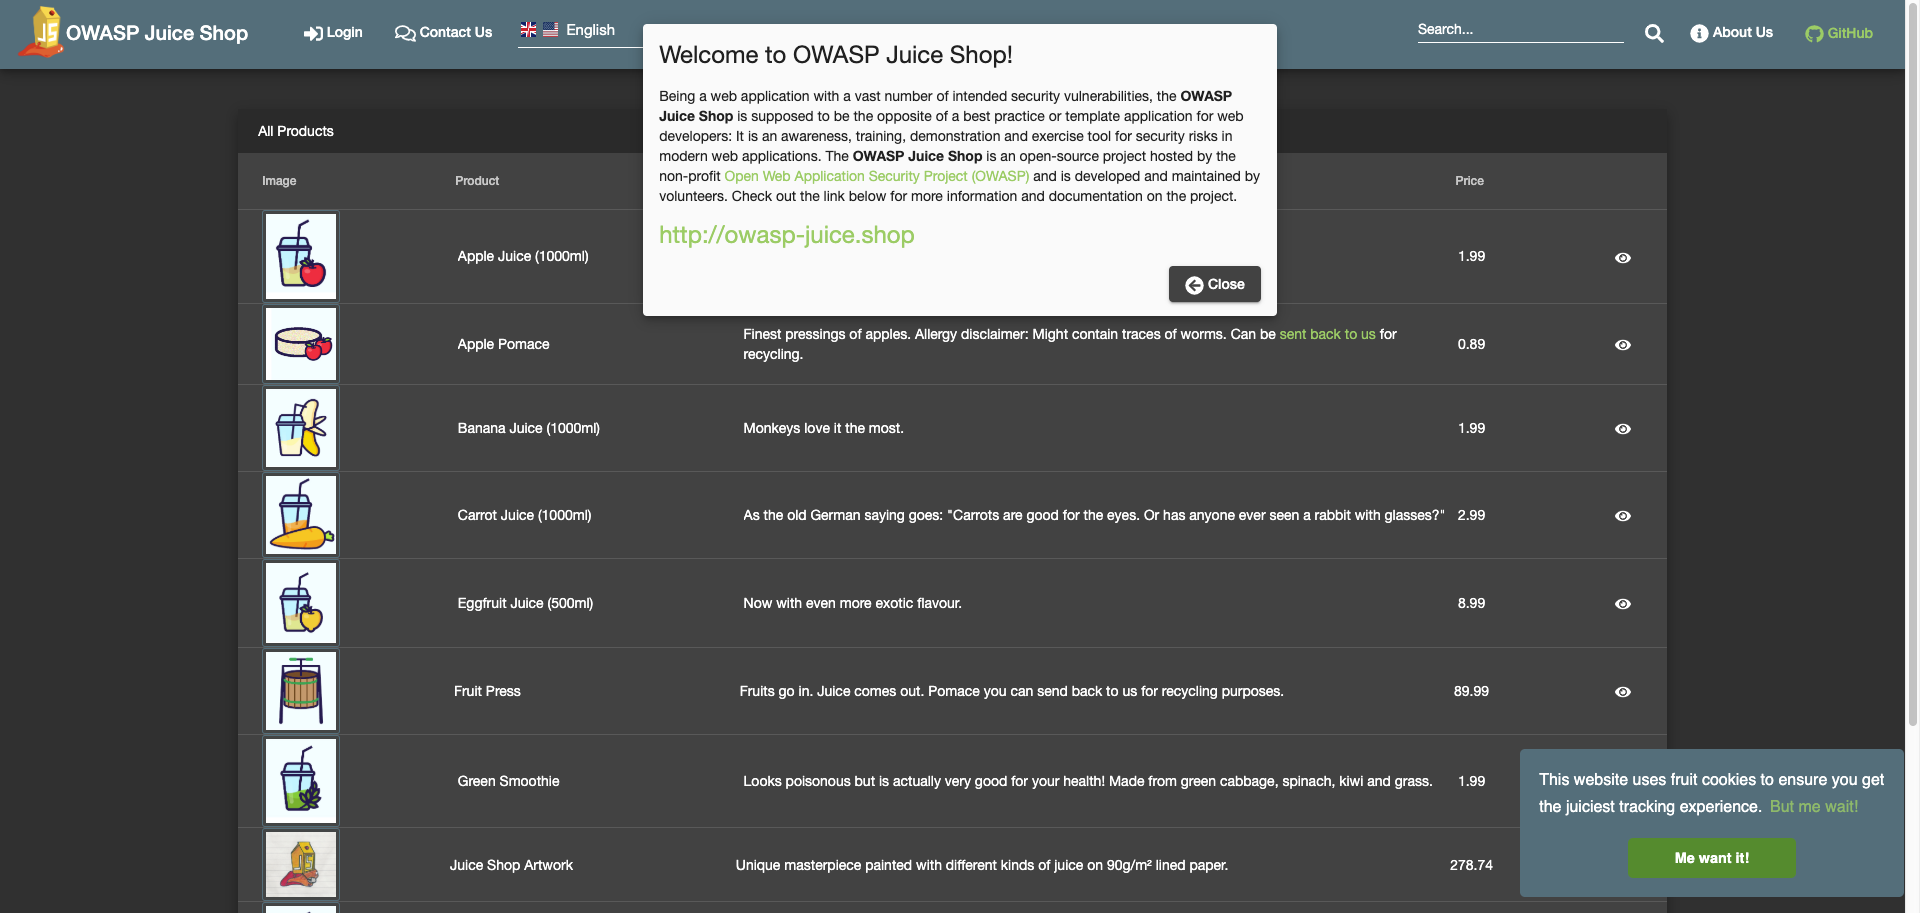 OWASP Juice Shop
Login
Contact Us
English
Search...
About Us
GitHub
Welcome to OWASP Juice Shop!
Being a web application with a vast number of intended security vulnerabilities, the OWASP
Juice Shop is supposed to be the opposite of a best practice or template application for web
developers: It is an awareness, training, demonstration and exercise tool for security risks in
modern web applications. The OWASP Juice Shop is an open-source project hosted by the
non-profit Open Web Application Security Project (OWASP) and is developed and maintained by
volunteers. Check out the link below for more information and documentation on the project.
http://owasp-juice.shop
Close
All Products
Image Product Price
Apple Juice (1000ml) 1.99
Apple Pomace
Finest pressings of apples. Allergy disclaimer: Might contain traces of worms. Can be sent back to us for
recycling.
0.89
Banana Juice (1000ml) Monkeys love it the most. 1.99
Carrot Juice (1000ml) As the old German saying goes: "Carrots are good for the eyes. Or has anyone ever seen a rabbit with glasses?" 2.99
Eggfruit Juice (500ml) Now with even more exotic flavour. 8.99
Fruit Press Fruits go in. Juice comes out. Pomace you can send back to us for recycling purposes. 89.99
Green Smoothie Looks poisonous but is actually very good for your health! Made from green cabbage, spinach, kiwi and grass. 1.99
Juice Shop Artwork Unique masterpiece painted with different kinds of juice on 90g/m² lined paper. 278.74
This website uses fruit cookies to ensure you get
the juiciest tracking experience. But me wait!
Me want it!